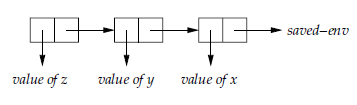 saved–env
value of z
value of y
value of x